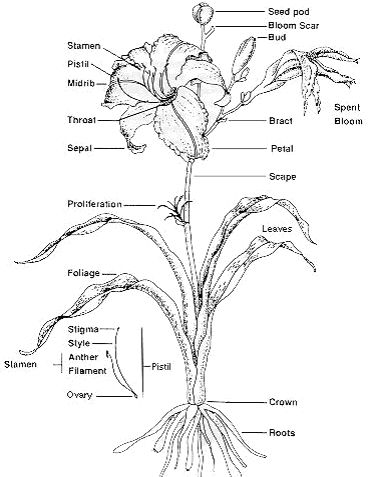 Seed pod
Bloom Scar
Bud
Stamen
Pistil
Midrib
Throat
Sepal
Spent
Bloom
Bract
Petal
Scape
Proliferation
Leaves
Foliage
Stigma
Style
Anther
Filament
Stamen
Pistil
Ovary
Crown
Roots